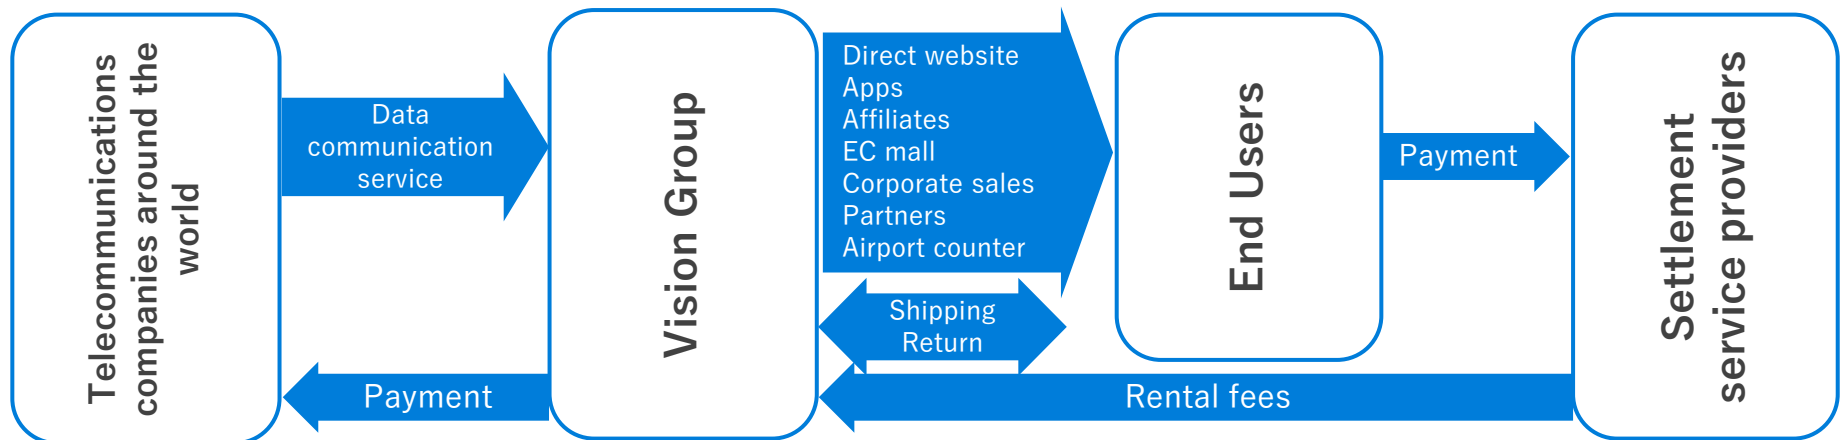 Telecommunications
companies around the
world
Data
communication
service
Payment
Vision Group
Direct website
Apps
Affiliates
EC mall
Corporate sales
Partners
Airport counter
Shipping
Return
End Users
Payment
Rental fees
Settlement
service providers